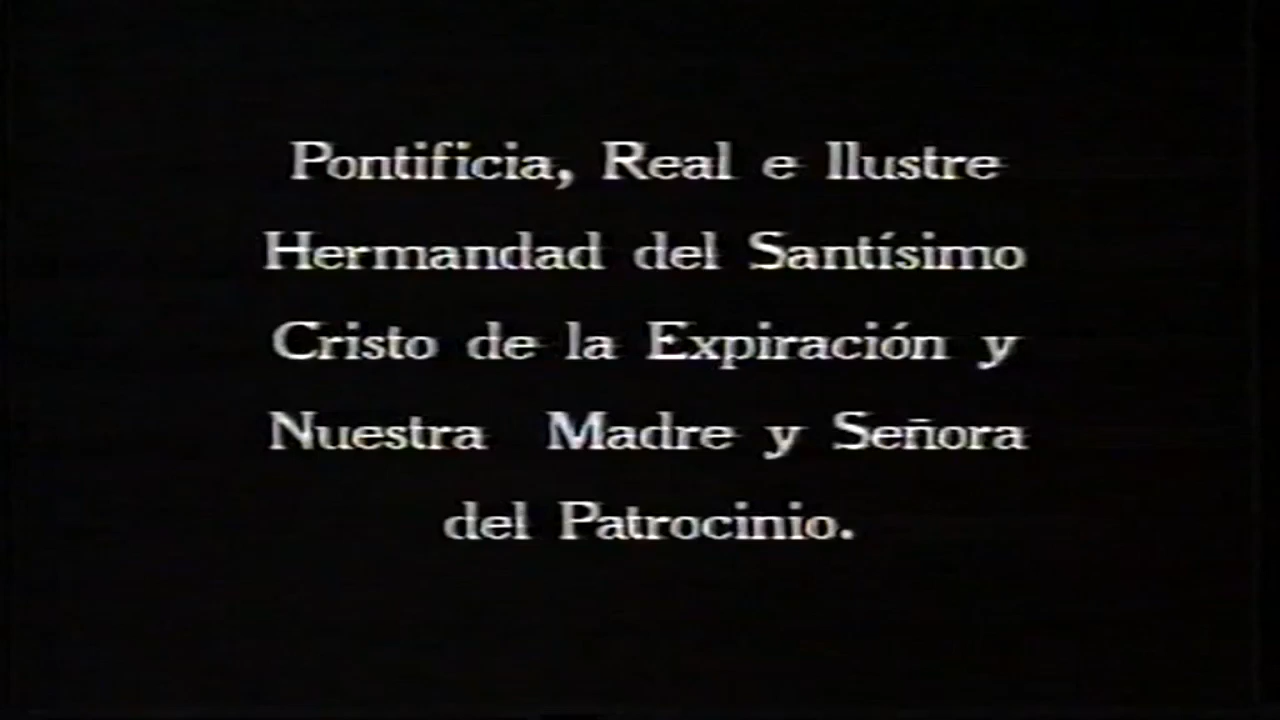 Pontificia, Real e Ilustre
Hermandad del Santísimo
Cristo de la Expiración y
Nuestra Madre y Señora
del Patrocinio.